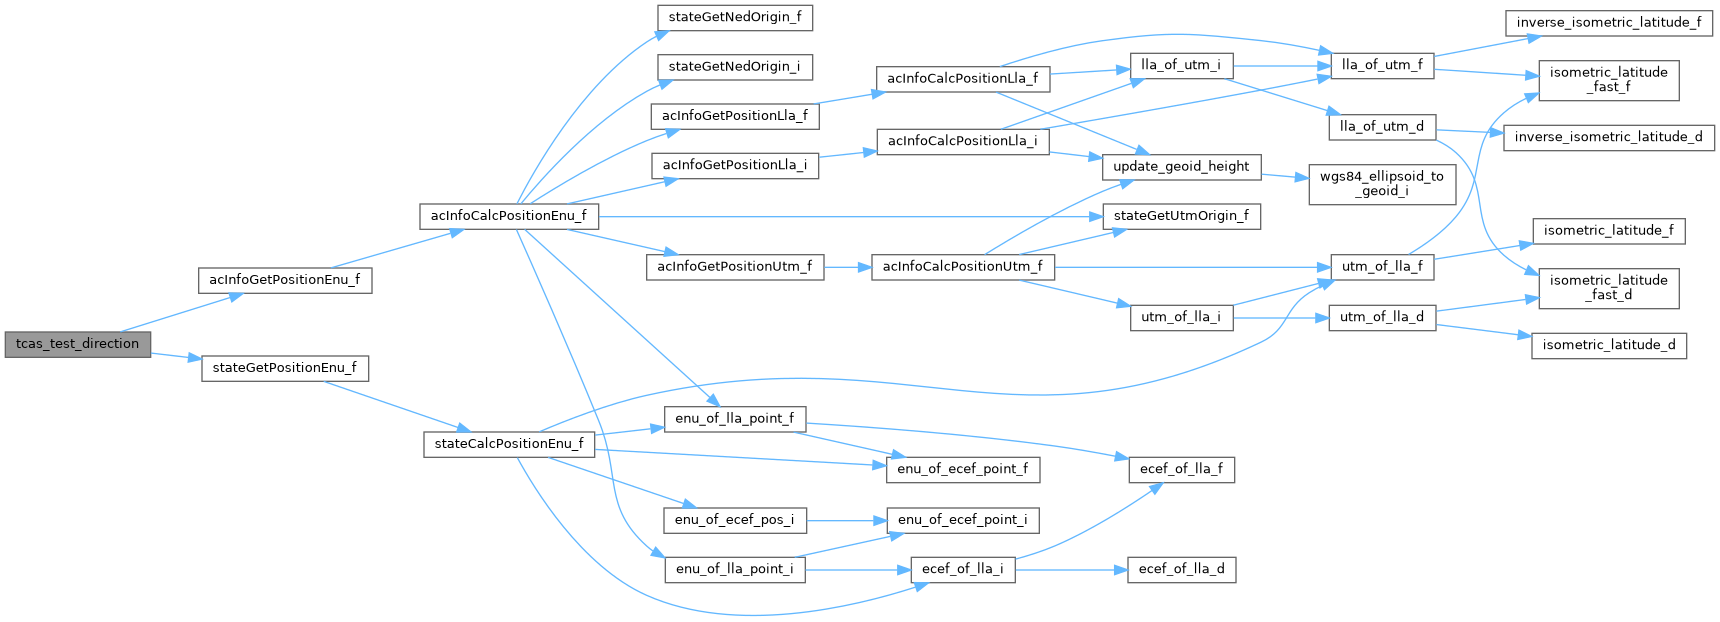 tcas_test_direction
acInfoGetPositionEnu_f
stateGetPositionEnu_f
acInfoCalcPositionEnu_f
stateCalcPositionEnu_f
stateGetNedOrigin_f
stateGetNedOrigin_i
acInfoGetPositionLla_f
acInfoGetPositionLla_i
acInfoGetPositionUtm_f
enu_of_lla_point_f
enu_of_ecef_pos_i
enu_of_lla_point_i
acInfoCalcPositionLla_f
acInfoCalcPositionLla_i
acInfoCalcPositionUtm_f
enu_of_ecef_point_f
enu_of_ecef_point_i
ecef_of_lla_i
lla_of_utm_i
update_geoid_height
stateGetUtmOrigin_f
utm_of_lla_i
ecef_of_lla_f
ecef_of_lla_d
lla_of_utm_f
lla_of_utm_d
wgs84_ellipsoid_to
_geoid_i
utm_of_lla_f
utm_of_lla_d
inverse_isometric_latitude_f
isometric_latitude
_fast_f
inverse_isometric_latitude_d
isometric_latitude_f
isometric_latitude
_fast_d
isometric_latitude_d